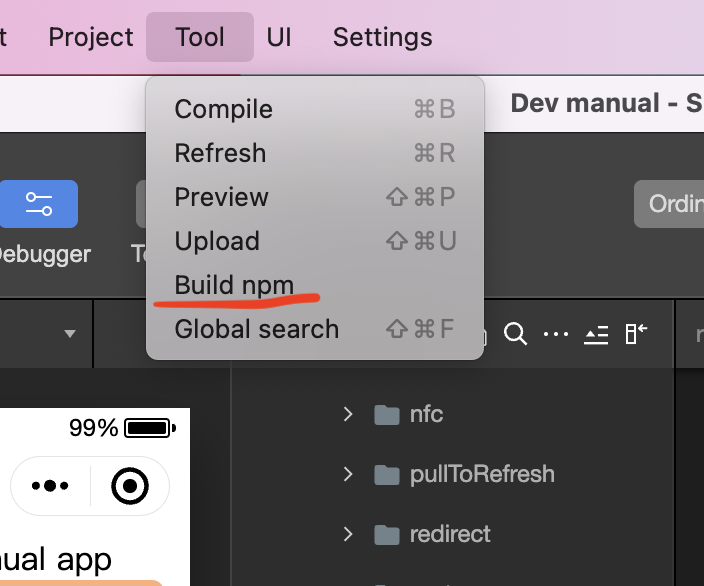 t Project Tool UI Settings
Compile ⌘B
Refresh ⌘R
Preview ⇧⌘P
Upload ⇧⌘U
Build npm
Global search ⇧⌘F
Dev manual - S
ebugger
Ordin
99%
nfc
pullToRefresh
redirect
ual app